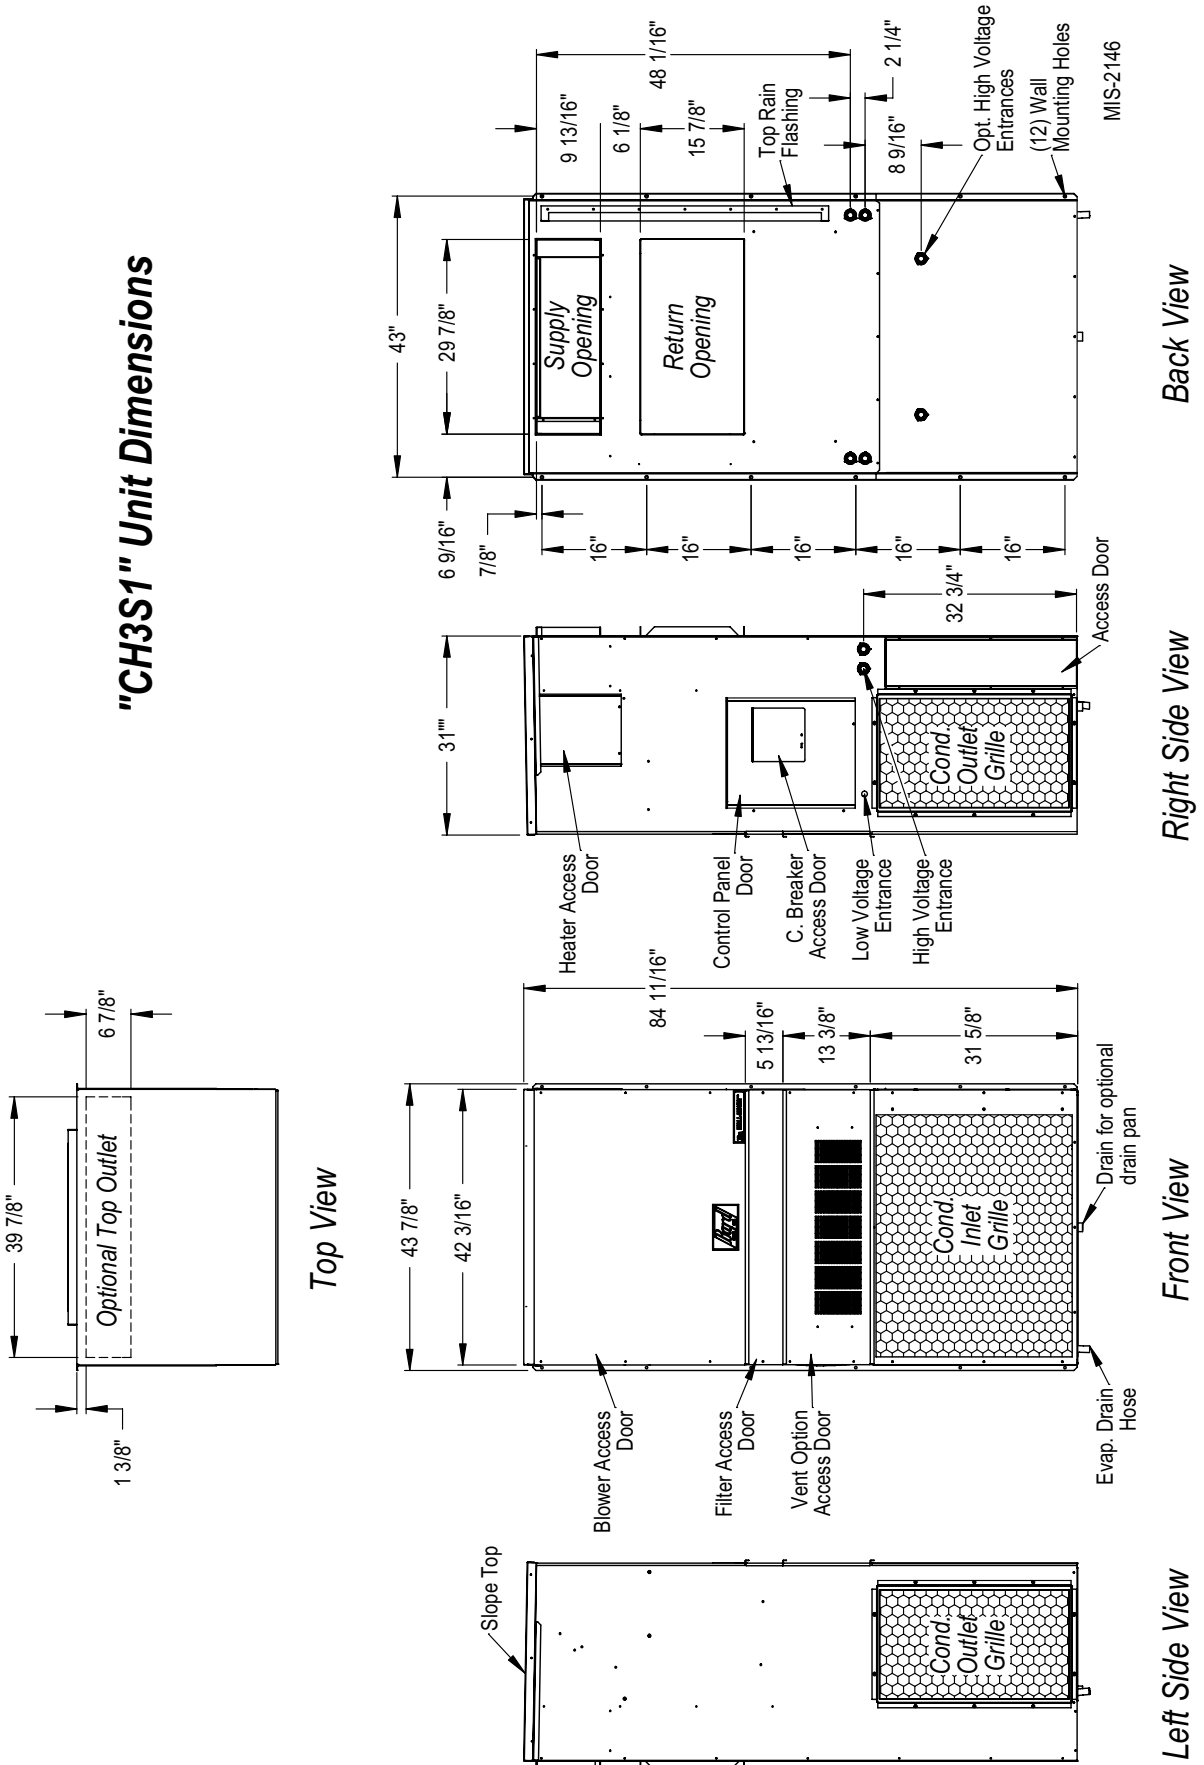 "CH3S1" Unit Dimensions
39 7/8"
6 7/8"
1 3/8"
Optional Top Outlet
Top View
Slope Top
Cond.
Outlet
Grille
Left Side View
43 7/8"
42 3/16"
84 11/16"
5 13/16"
13 3/8"
31 5/8"
Blower Access
Door
Filter Access
Door
Vent Option
Access Door
Cond.
Inlet
Grille
Evap. Drain
Hose
Drain for optional
drain pan
Bard
Front View
31""
Heater Access
Door
Control Panel
Door
C. Breaker
Access Door
Low Voltage
Entrance
High Voltage
Entrance
Cond.
Outlet
Grille
32 3/4"
Access Door
Right Side View
43"
6 9/16"
29 7/8"
7/8"
16"
16"
16"
16"
16"
Supply
Opening
Return
Opening
9 13/16"
6 1/8"
15 7/8"
48 1/16"
Top Rain
Flashing
2 1/4"
8 9/16"
Opt. High Voltage
Entrances
(12) Wall
Mounting Holes
MIS-2146
Back View